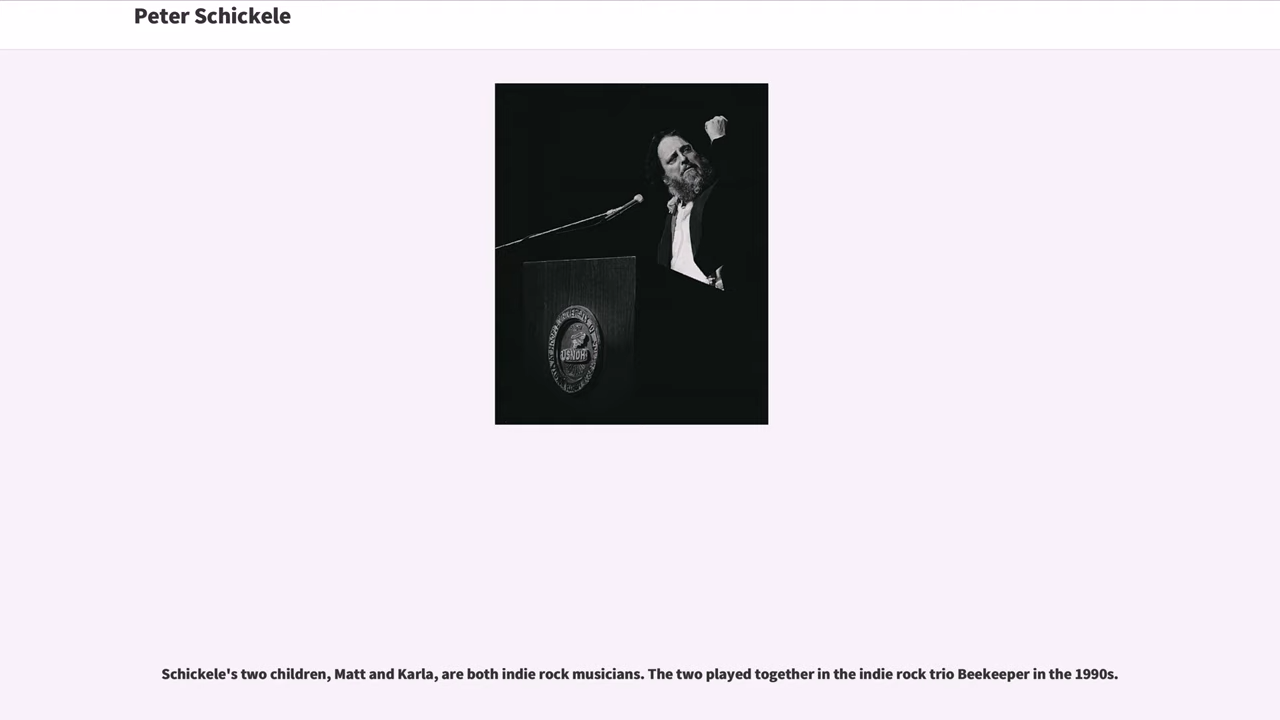 Peter Schickele
USNDH
Schickele's two children, Matt and Karla, are both indie rock musicians. The two played together in the indie rock trio Beekeeper in the 1990s.